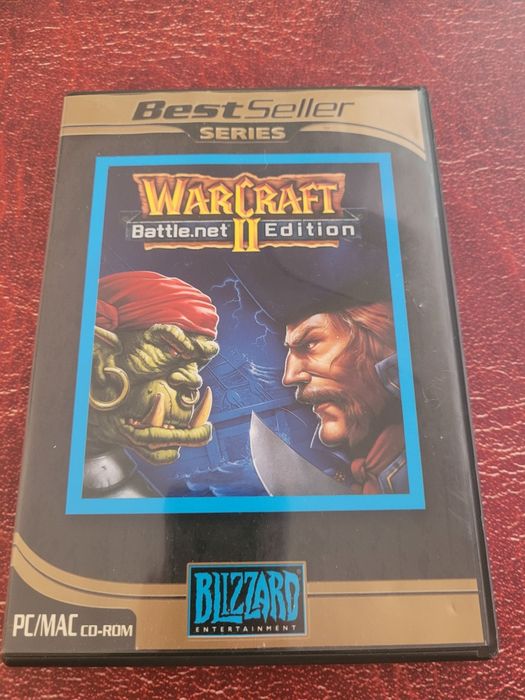 BestSeller
SERIES
WARCRAFT
II
Battle.net Edition
BLIZZARD
ENTERTAINMENT
PC/MAC CD-ROM